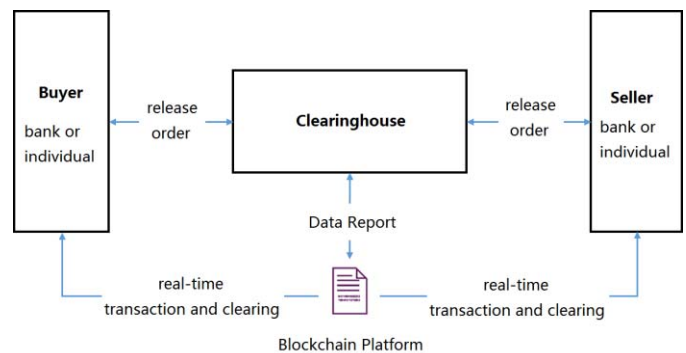 Buyer
bank or
individual
release
order
Clearinghouse
release
order
Seller
bank or
individual
Data Report
real-time
transaction and clearing
real-time
transaction and clearing
Blockchain Platform